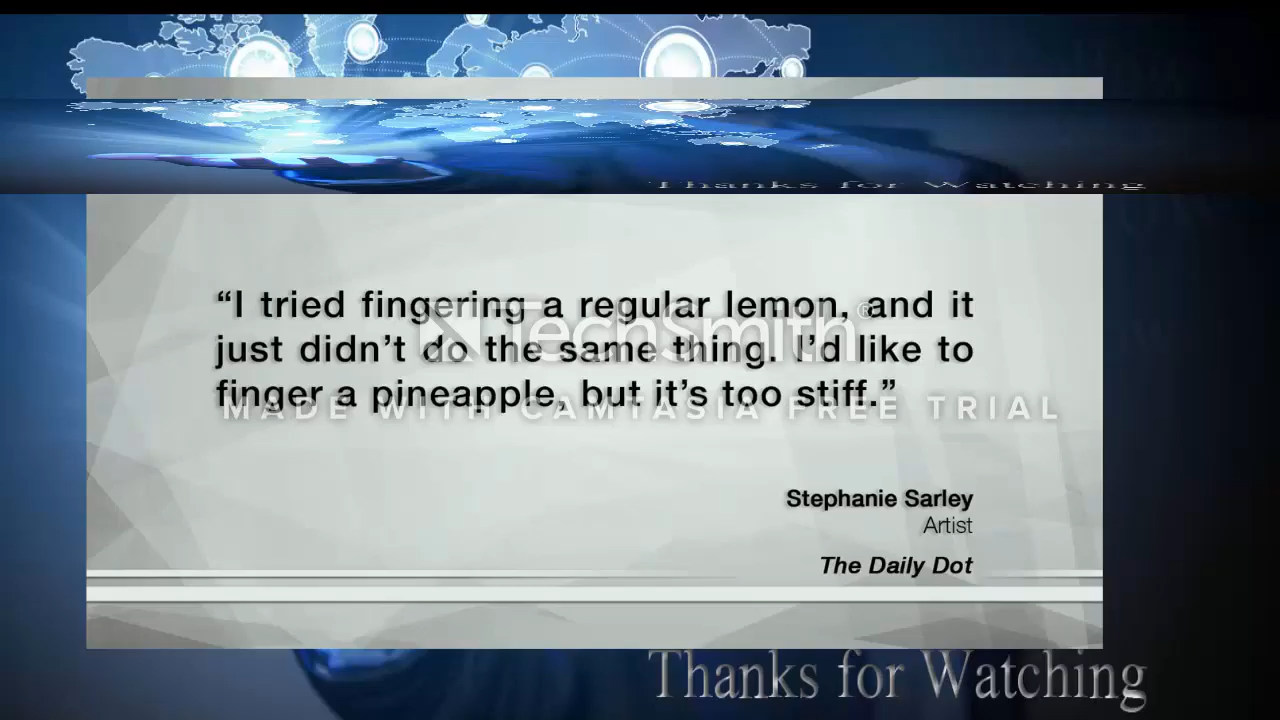 Thanks for Watching
“I tried fingering a regular lemon, and it
just didn’t do the same thing. I’d like to
finger a pineapple, but it’s too stiff.”
TechSmith®
MADE WITH CAMTASIA FREE TRIAL
Stephanie Sarley
Artist
The Daily Dot
Thanks for Watching